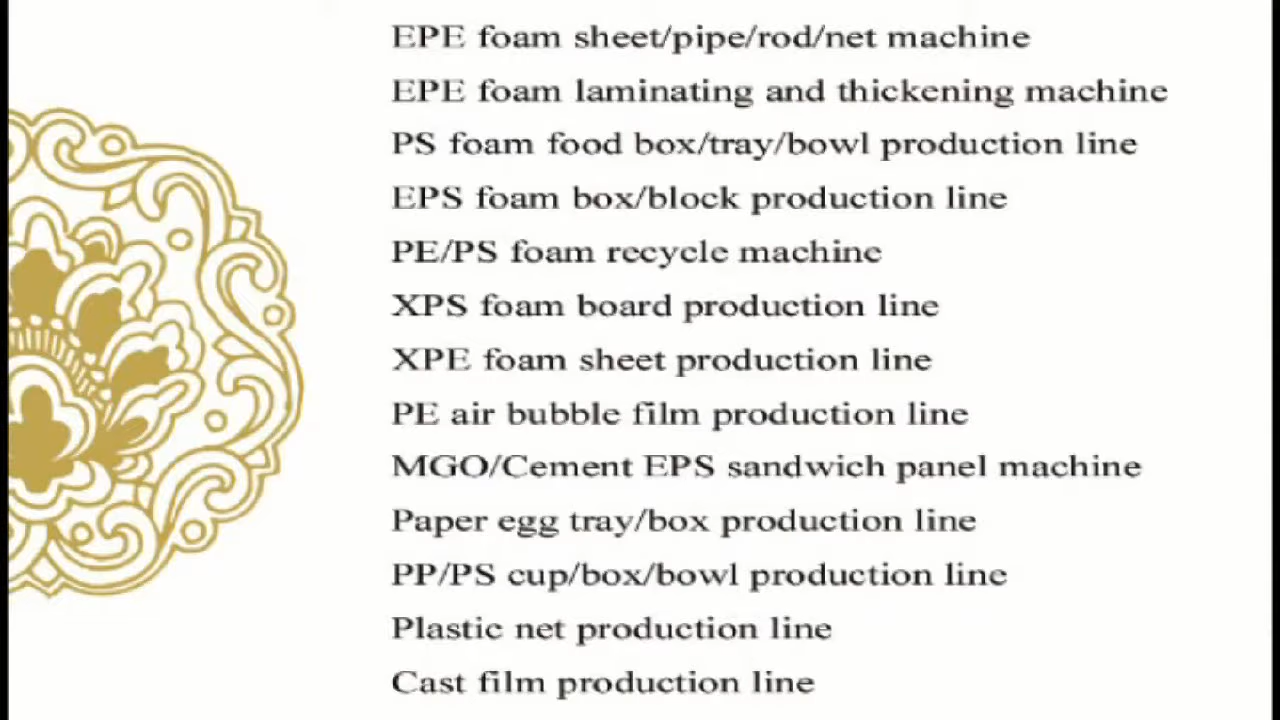 EPE foam sheet/pipe/rod/net machine
EPE foam laminating and thickening machine
PS foam food box/tray/bowl production line
EPS foam box/block production line
PE/PS foam recycle machine
XPS foam board production line
XPE foam sheet production line
PE air bubble film production line
MGO/Cement EPS sandwich panel machine
Paper egg tray/box production line
PP/PS cup/box/bowl production line
Plastic net production line
Cast film production line